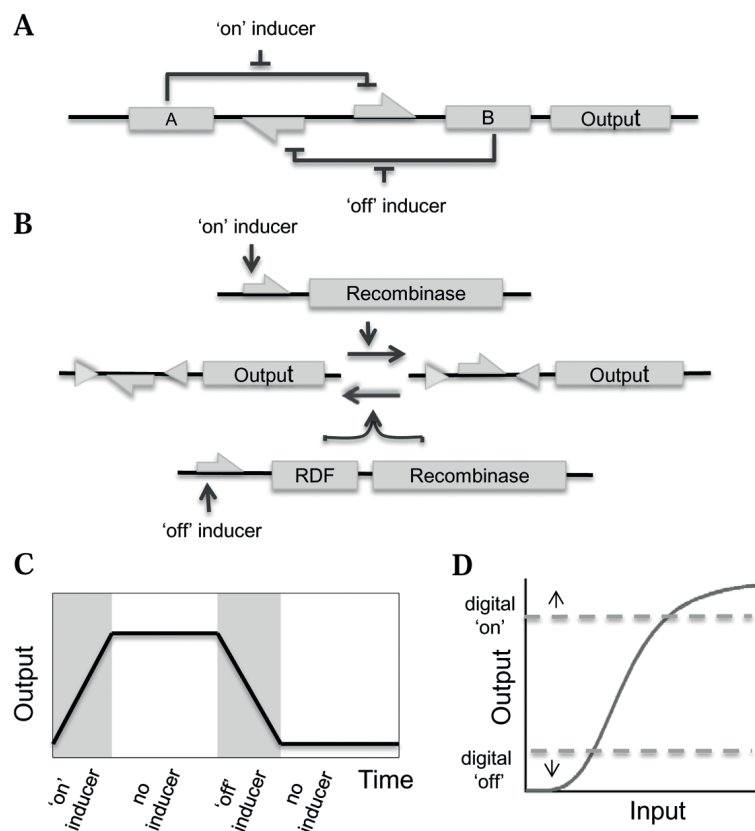 A
'on' inducer
A
B
Output
'off' inducer
B
'on' inducer
Recombinase
Output
Output
RDF
Recombinase
'off' inducer
C
Output
'on'
inducer
no
inducer
'off'
inducer
no
inducer
Time
D
digital
'on'
Output
digital
'off'
Input